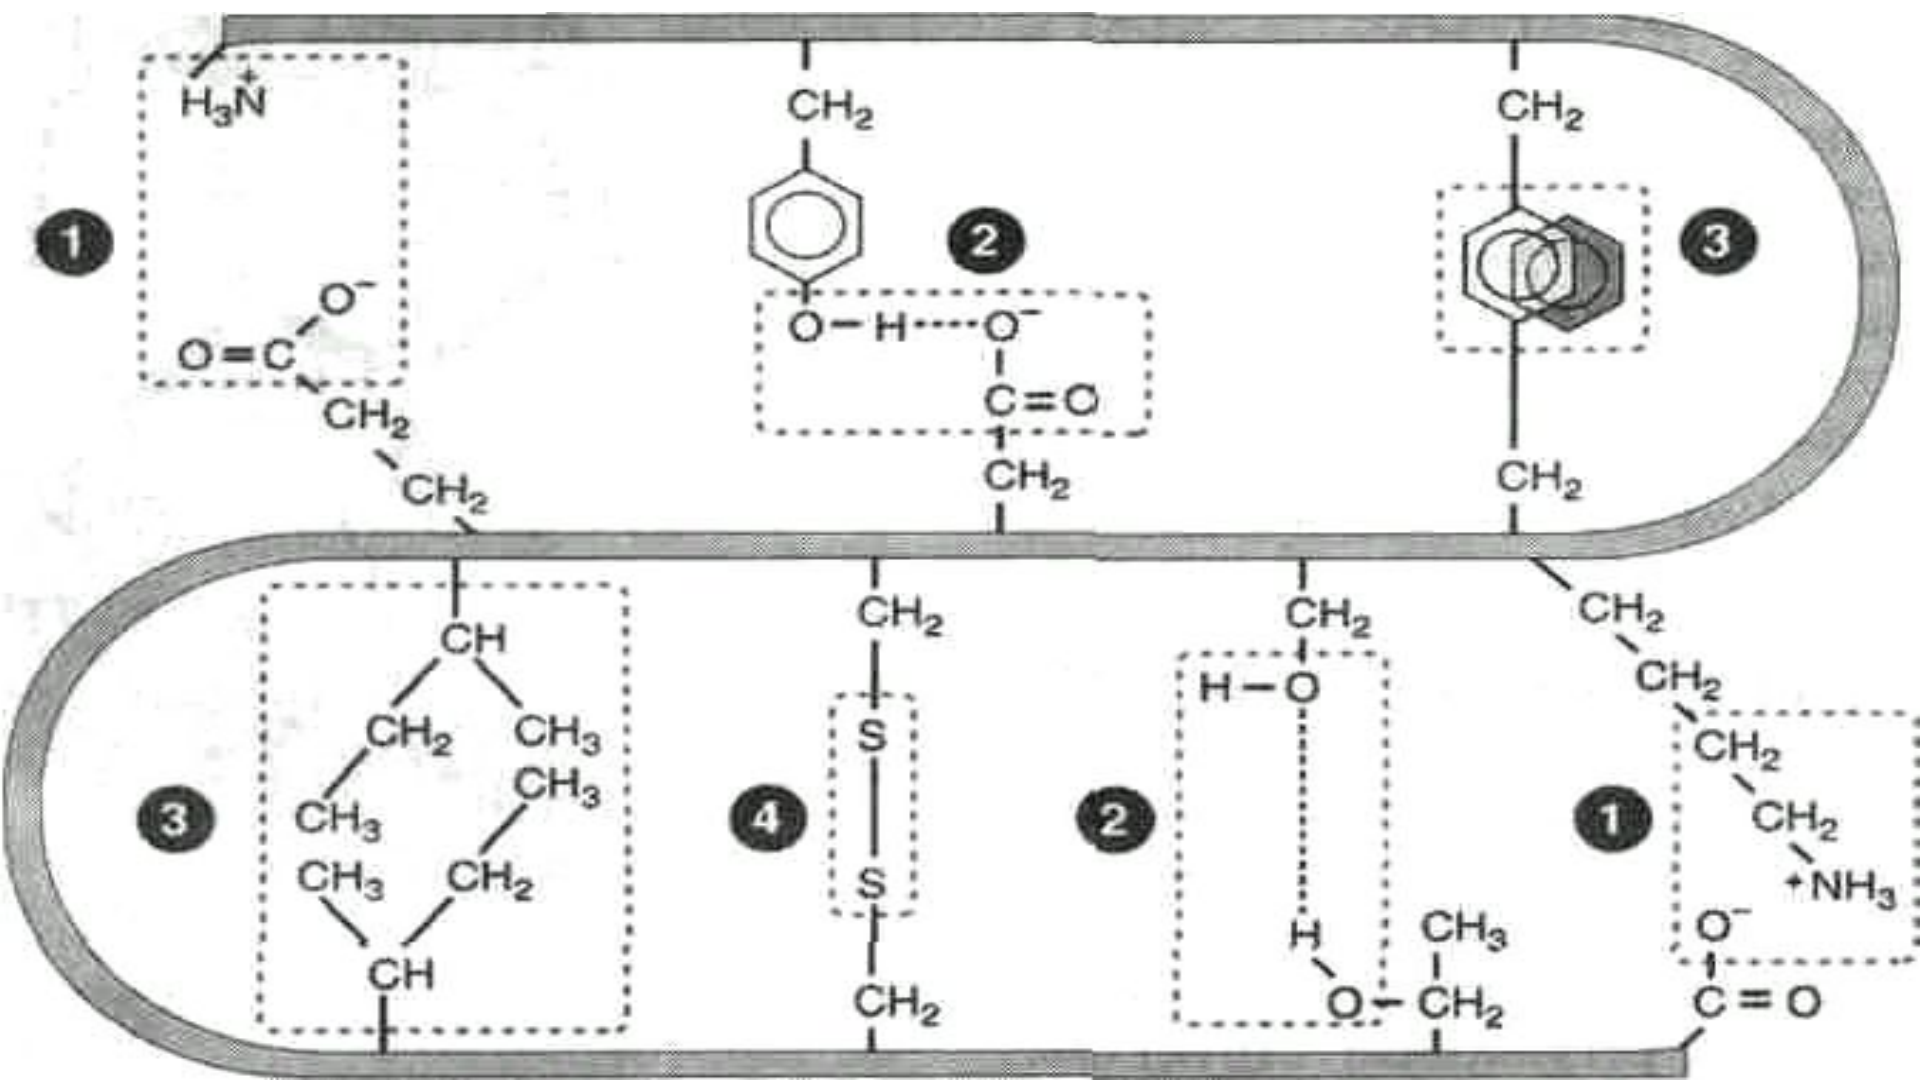 H₃N⁺
CH₂
CH₂
1
2
3
O⁻
O=C
O-H O⁻
CH₂
C=O
CH₂
CH₂
CH₂
CH
CH₂
CH₂
CH₂
CH₂
H-O
CH₂
CH₃
S
CH₂
CH₃
CH₂
CH₃
3
4
2
1
CH₃
CH₂
S
⁺NH₃
H
CH₃
O⁻
CH
CH₂
O-CH₂
C=O